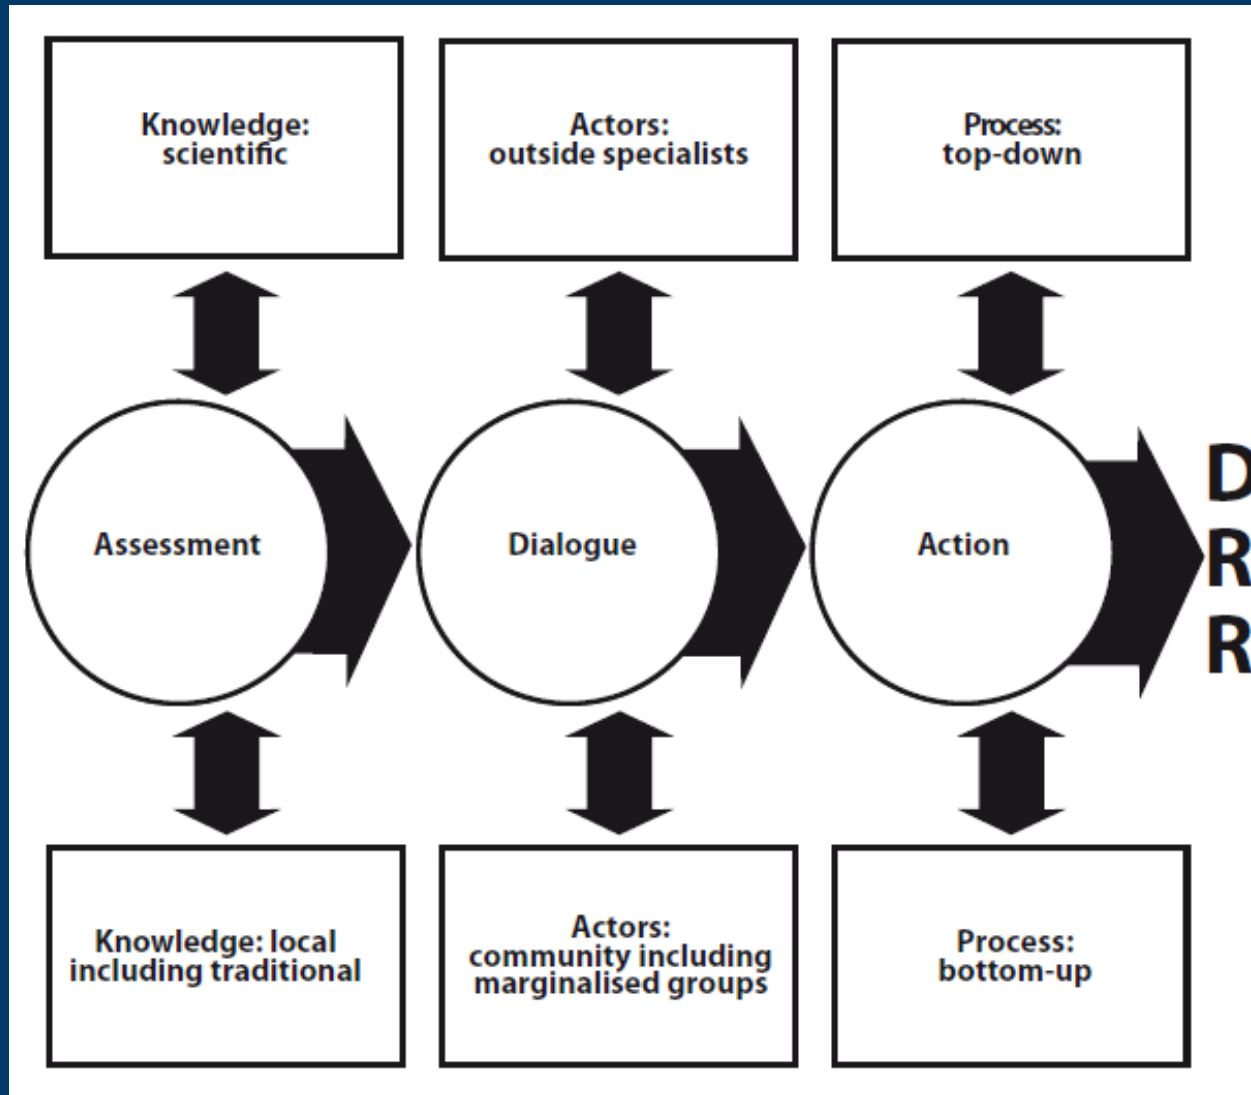 Knowledge:
scientific
Actors:
outside specialists
Process:
top-down
Assessment
Dialogue
Action
D
R
R
Knowledge: local
including traditional
Actors:
community including
marginalised groups
Process:
bottom-up